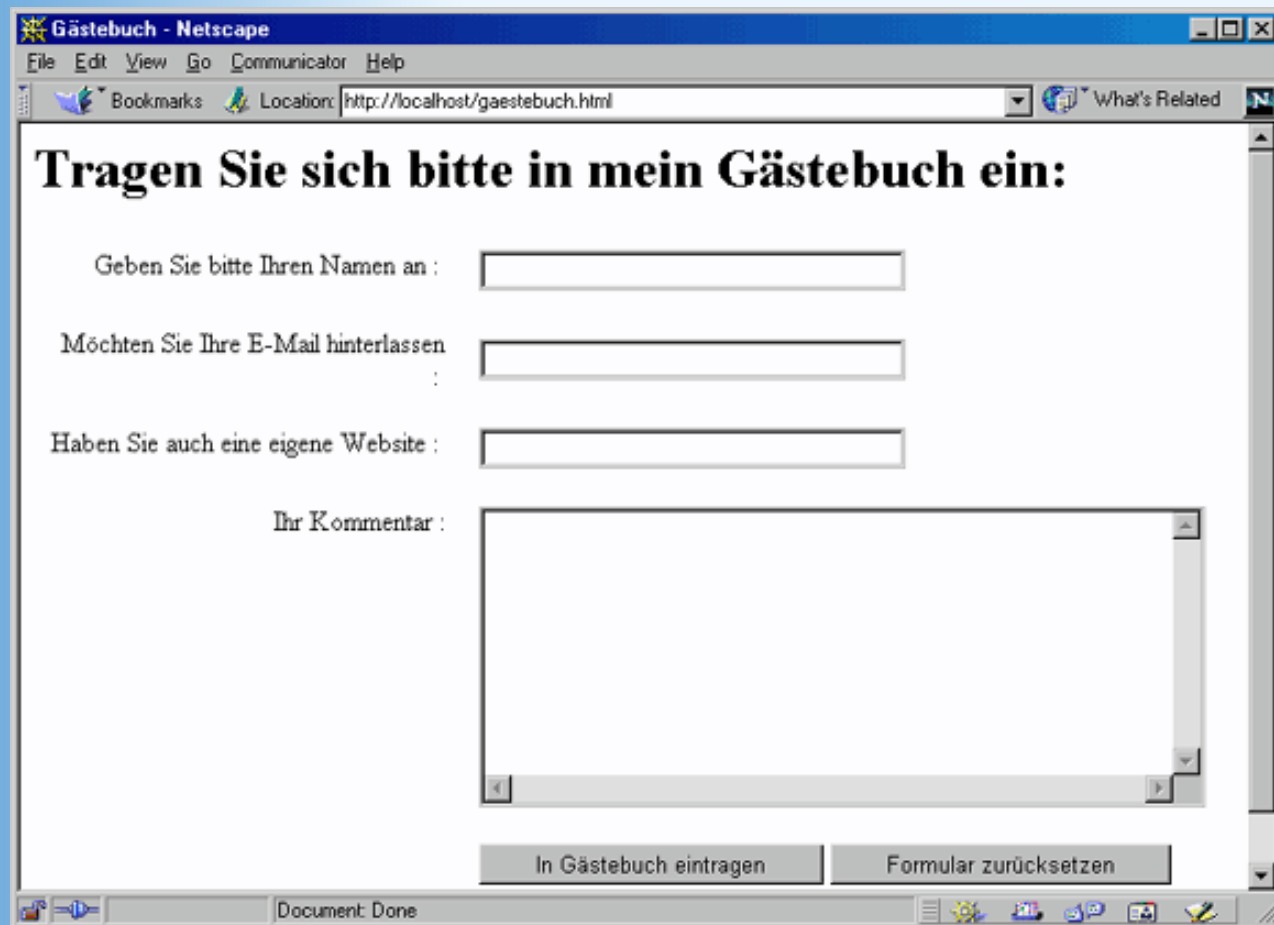 Gästebuch - Netscape
File Edit View Go Communicator Help
Bookmarks Location: http://localhost/gaestebuch.html What's Related N
Tragen Sie sich bitte in mein Gästebuch ein:
Geben Sie bitte Ihren Namen an :
Möchten Sie Ihre E-Mail hinterlassen
:
Haben Sie auch eine eigene Website :
Ihr Kommentar :
In Gästebuch eintragen Formular zurücksetzen
Document: Done